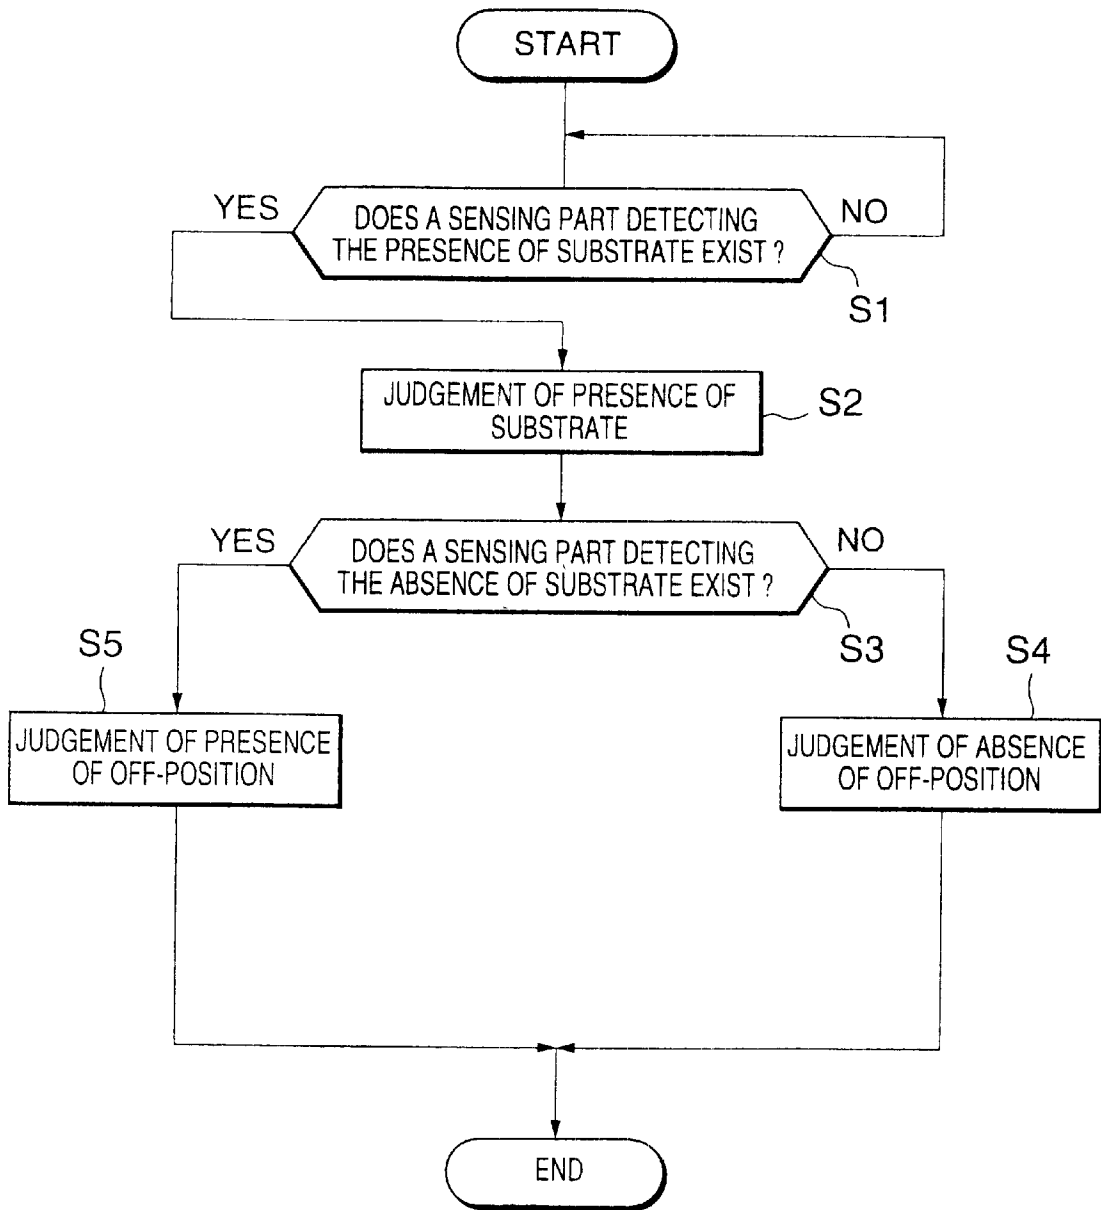 START
YES
DOES A SENSING PART DETECTING
THE PRESENCE OF SUBSTRATE EXIST ?
NO
S1
JUDGEMENT OF PRESENCE OF
SUBSTRATE
S2
YES
DOES A SENSING PART DETECTING
THE ABSENCE OF SUBSTRATE EXIST ?
NO
S3
S5
S4
JUDGEMENT OF PRESENCE
OF OFF-POSITION
JUDGEMENT OF ABSENCE
OF OFF-POSITION
END